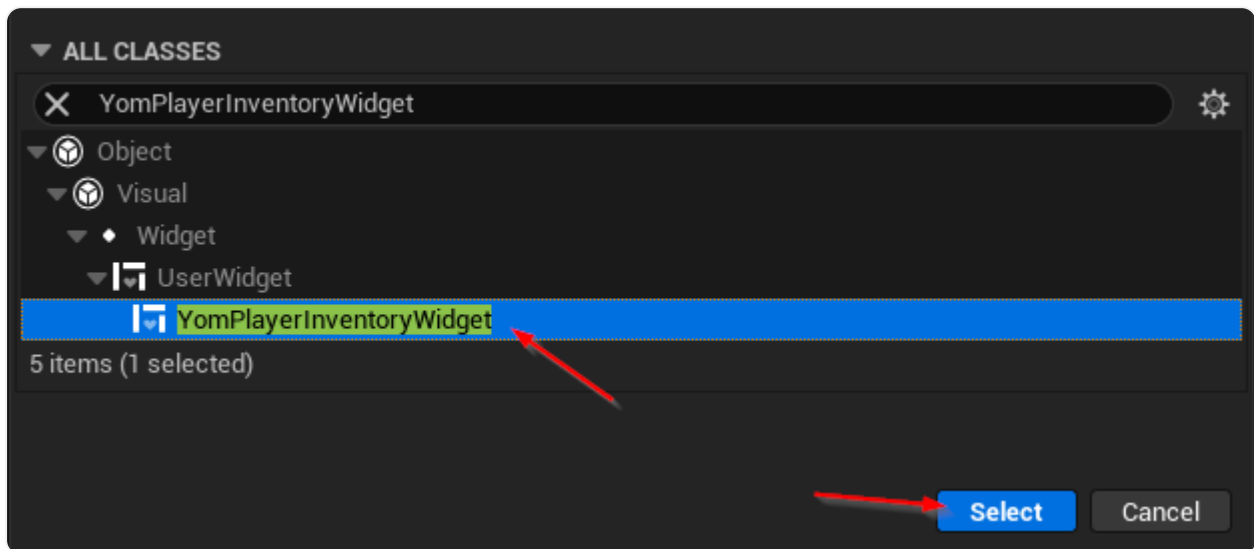 ALL CLASSES
YomPlayerInventoryWidget
Object
Visual
Widget
UserWidget
YomPlayerInventoryWidget
5 items (1 selected)
Select Cancel